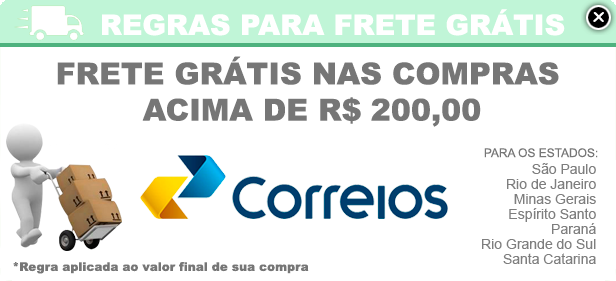 REGRAS PARA FRETE GRÁTIS
FRETE GRÁTIS NAS COMPRAS
ACIMA DE R$ 200,00
PARA OS ESTADOS:
São Paulo
Rio de Janeiro
Minas Gerais
Espírito Santo
Paraná
Rio Grande do Sul
Santa Catarina
Correios
*Regra aplicada ao valor final de sua compra